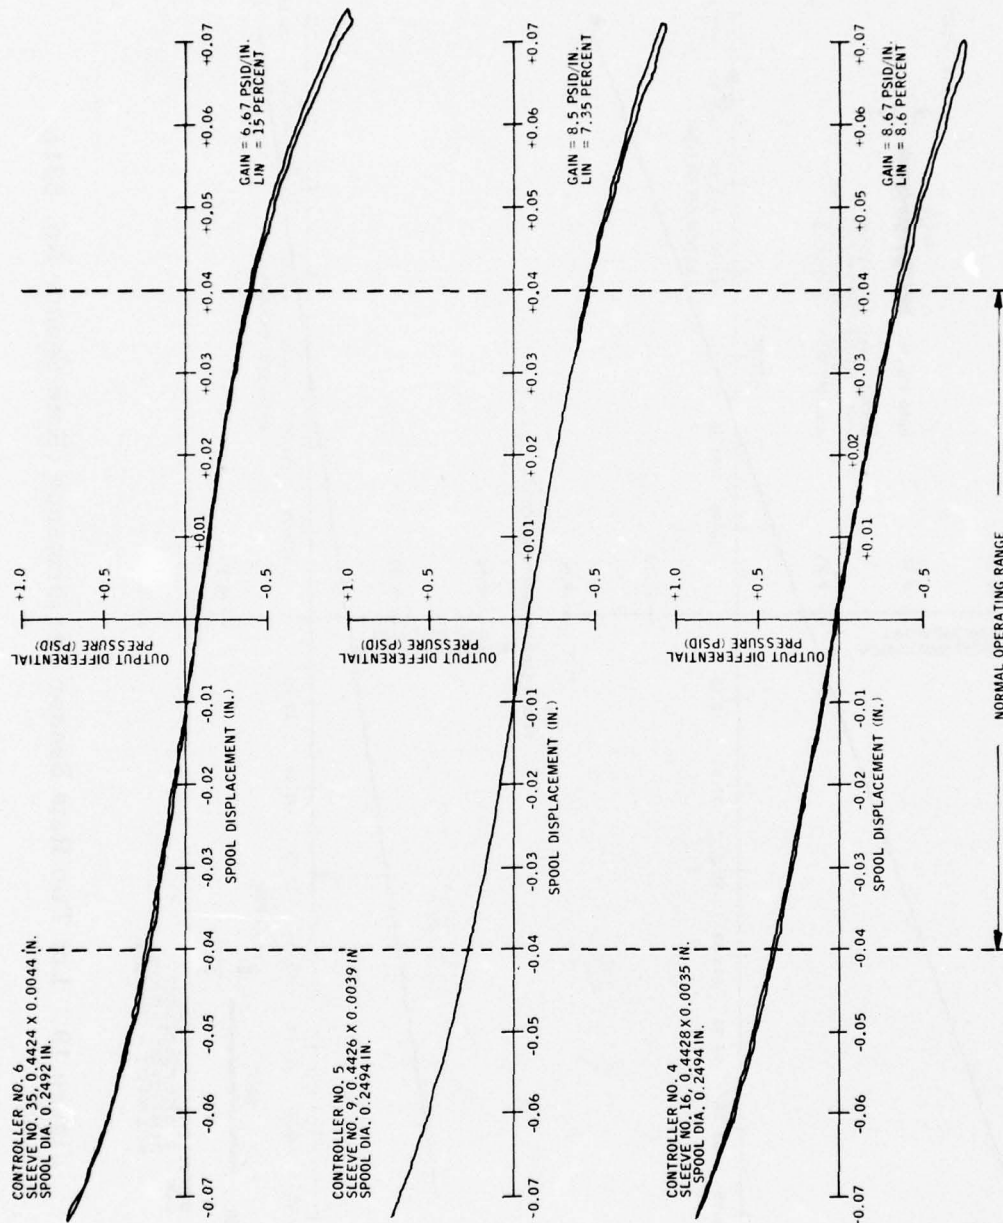 CONTROLLER NO. 6
SLEEVE NO. 35, 0.4424 X 0.0044 IN.
SPOOL DIA. 0.2492 IN.
+1.0
+0.5
-0.5
OUTPUT DIFFERENTIAL
PRESSURE (PSID)
-0.07
-0.06
-0.05
-0.04
-0.03
-0.02
-0.01
+0.01
+0.02
+0.03
+0.04
+0.05
+0.06
+0.07
SPOOL DISPLACEMENT (IN.)
GAIN = 6.67 PSID/IN.
LIN = 15 PERCENT
CONTROLLER NO. 5
SLEEVE NO. 9, 0.4426 X 0.0039 IN
SPOOL DIA. 0.2494 IN.
+1.0
+0.5
-0.5
OUTPUT DIFFERENTIAL
PRESSURE (PSID)
-0.07
-0.06
-0.05
-0.04
-0.03
-0.02
-0.01
+0.01
+0.02
+0.03
+0.04
+0.05
+0.06
+0.07
SPOOL DISPLACEMENT (IN.)
GAIN = 8.5 PSID/IN.
LIN = 7.35 PERCENT
CONTROLLER NO. 4
SLEEVE NO. 16, 0.4428 X 0.0035 IN
SPOOL DIA. 0.2494 IN.
+1.0
+0.5
-0.5
OUTPUT DIFFERENTIAL
PRESSURE (PSID)
-0.07
-0.06
-0.05
-0.04
-0.03
-0.02
-0.01
+0.01
+0.02
+0.03
+0.04
+0.05
+0.06
+0.07
SPOOL DISPLACEMENT (IN.)
GAIN = 8.67 PSID/IN.
LIN = 8.6 PERCENT
NORMAL OPERATING RANGE